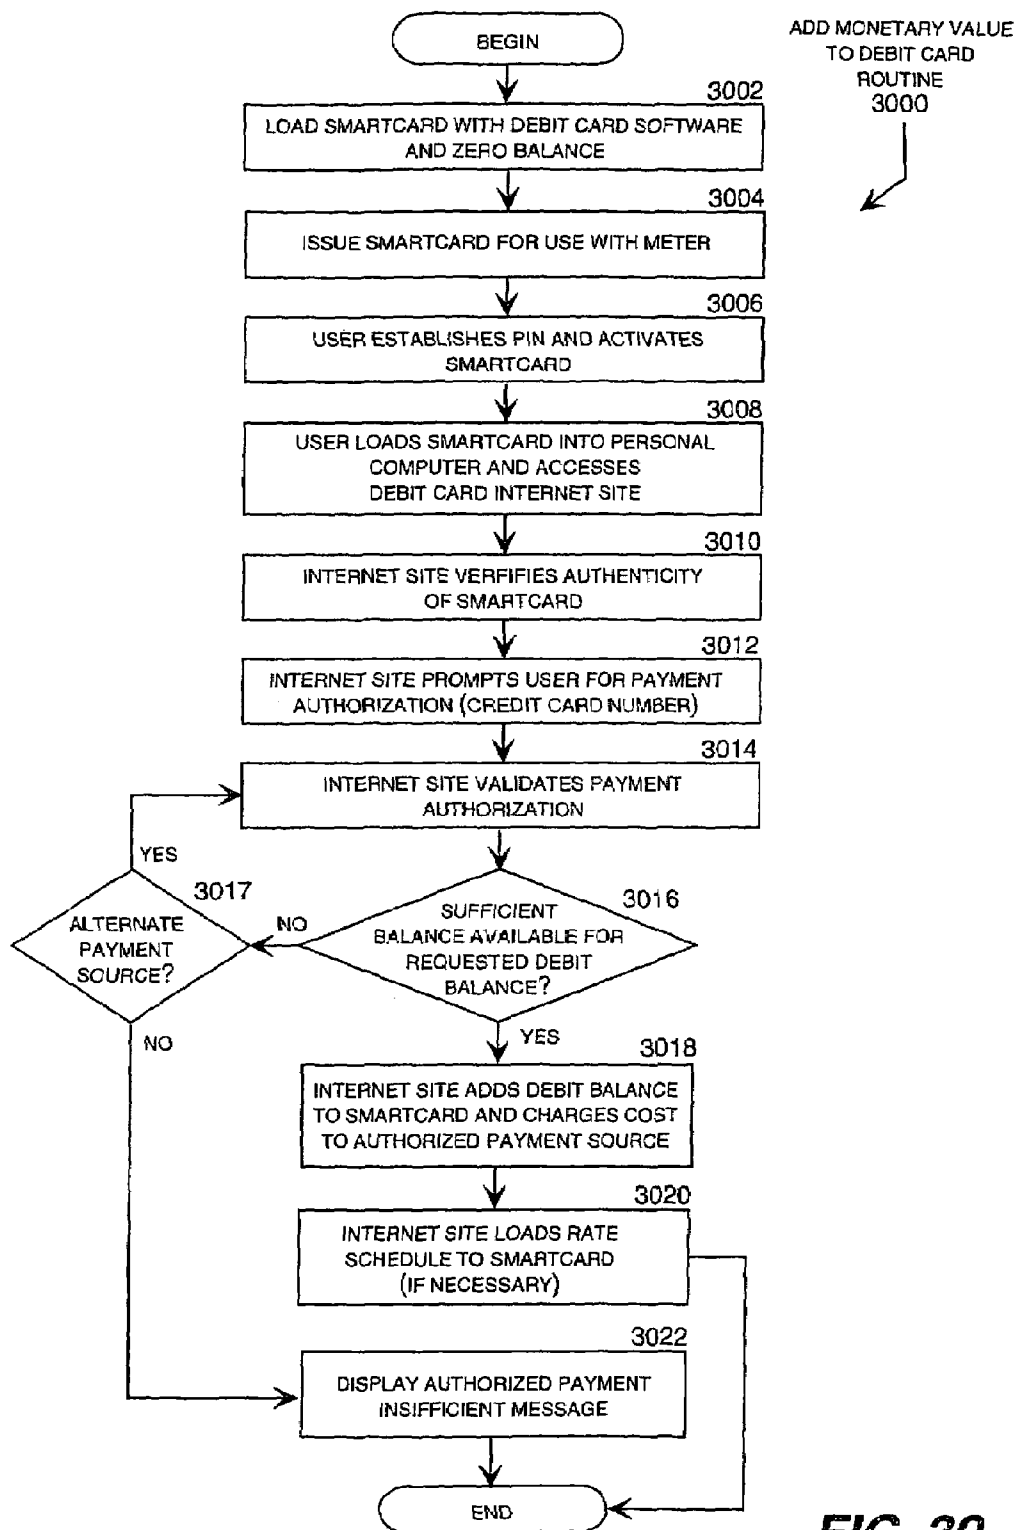 BEGIN
ADD MONETARY VALUE
TO DEBIT CARD
ROUTINE
3000
3002
LOAD SMARTCARD WITH DEBIT CARD SOFTWARE
AND ZERO BALANCE
3004
ISSUE SMARTCARD FOR USE WITH METER
3006
USER ESTABLISHES PIN AND ACTIVATES
SMARTCARD
3008
USER LOADS SMARTCARD INTO PERSONAL
COMPUTER AND ACCESSES
DEBIT CARD INTERNET SITE
3010
INTERNET SITE VERFIFIES AUTHENTICITY
OF SMARTCARD
3012
INTERNET SITE PROMPTS USER FOR PAYMENT
AUTHORIZATION (CREDIT CARD NUMBER)
3014
INTERNET SITE VALIDATES PAYMENT
AUTHORIZATION
YES
3017
ALTERNATE
PAYMENT
SOURCE?
NO
NO
3016
SUFFICIENT
BALANCE AVAILABLE FOR
REQUESTED DEBIT
BALANCE?
YES
3018
INTERNET SITE ADDS DEBIT BALANCE
TO SMARTCARD AND CHARGES COST
TO AUTHORIZED PAYMENT SOURCE
3020
INTERNET SITE LOADS RATE
SCHEDULE TO SMARTCARD
(IF NECESSARY)
3022
DISPLAY AUTHORIZED PAYMENT
INSIFFICIENT MESSAGE
END
FIG.